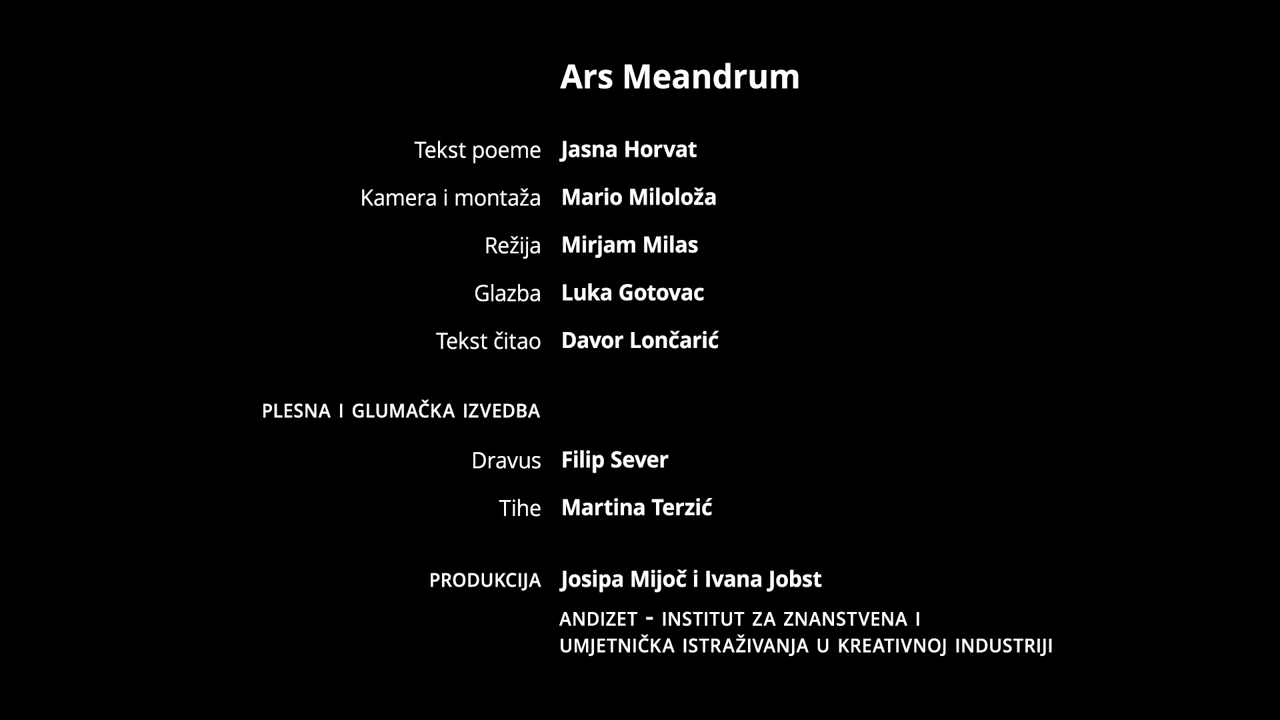 Ars Meandrum
Tekst poeme Jasna Horvat
Kamera i montaža Mario Miloloža
Režija Mirjam Milas
Glazba Luka Gotovac
Tekst čitao Davor Lončarić
PLESNA I GLUMAČKA IZVEDBA
Dravus Filip Sever
Tihe Martina Terzić
PRODUKCIJA Josipa Mijoč i Ivana Jobst
ANDIZET - INSTITUT ZA ZNANSTVENA I
UMJETNIČKA ISTRAŽIVANJA U KREATIVNOJ INDUSTRIJI